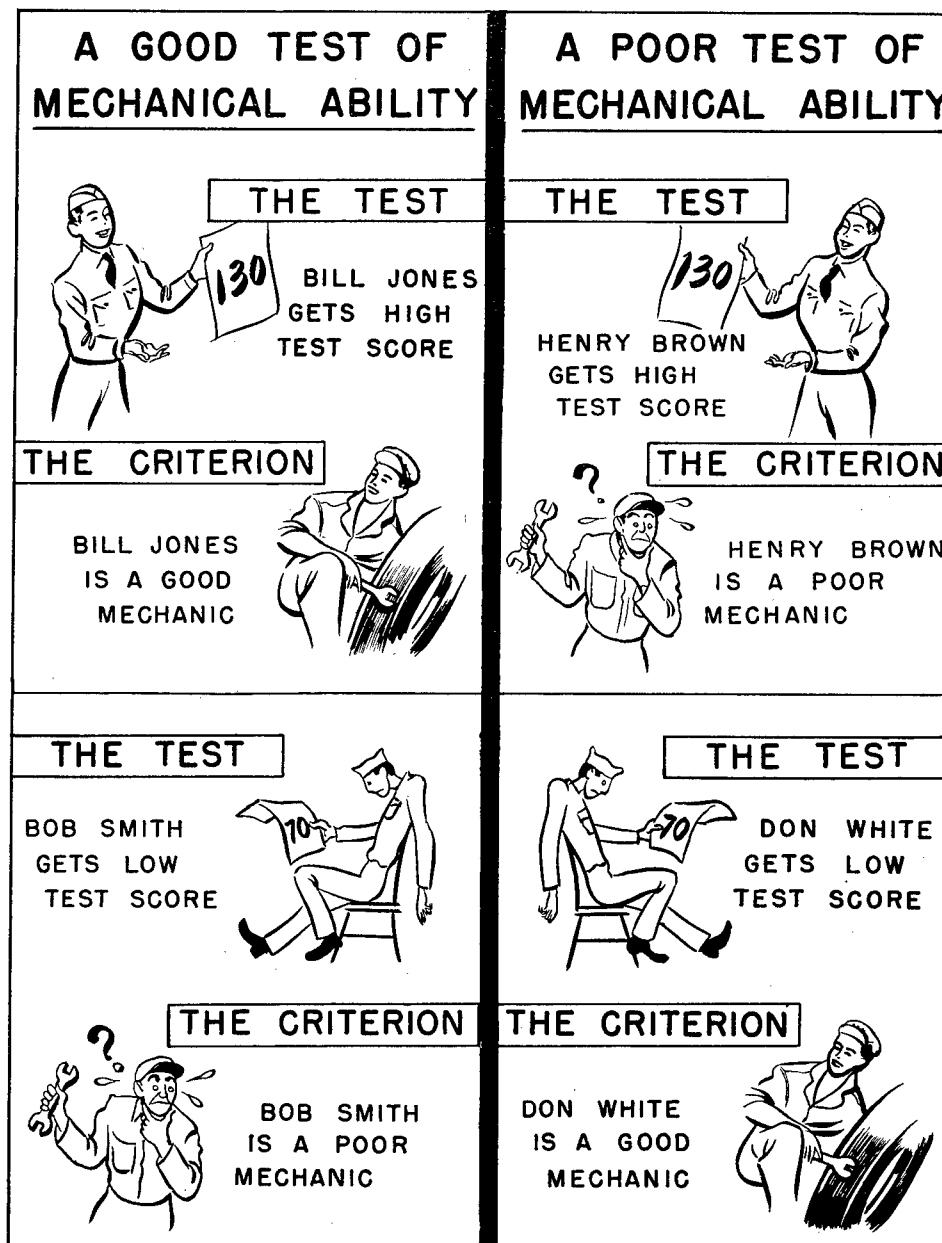 A GOOD TEST OF
MECHANICAL ABILITY
THE TEST
130
BILL JONES
GETS HIGH
TEST SCORE
THE CRITERION
BILL JONES
IS A GOOD
MECHANIC
THE TEST
70
BOB SMITH
GETS LOW
TEST SCORE
THE CRITERION
?
BOB SMITH
IS A POOR
MECHANIC
A POOR TEST OF
MECHANICAL ABILITY
THE TEST
130
HENRY BROWN
GETS HIGH
TEST SCORE
THE CRITERION
?
HENRY BROWN
IS A POOR
MECHANIC
THE TEST
70
DON WHITE
GETS LOW
TEST SCORE
THE CRITERION
DON WHITE
IS A GOOD
MECHANIC